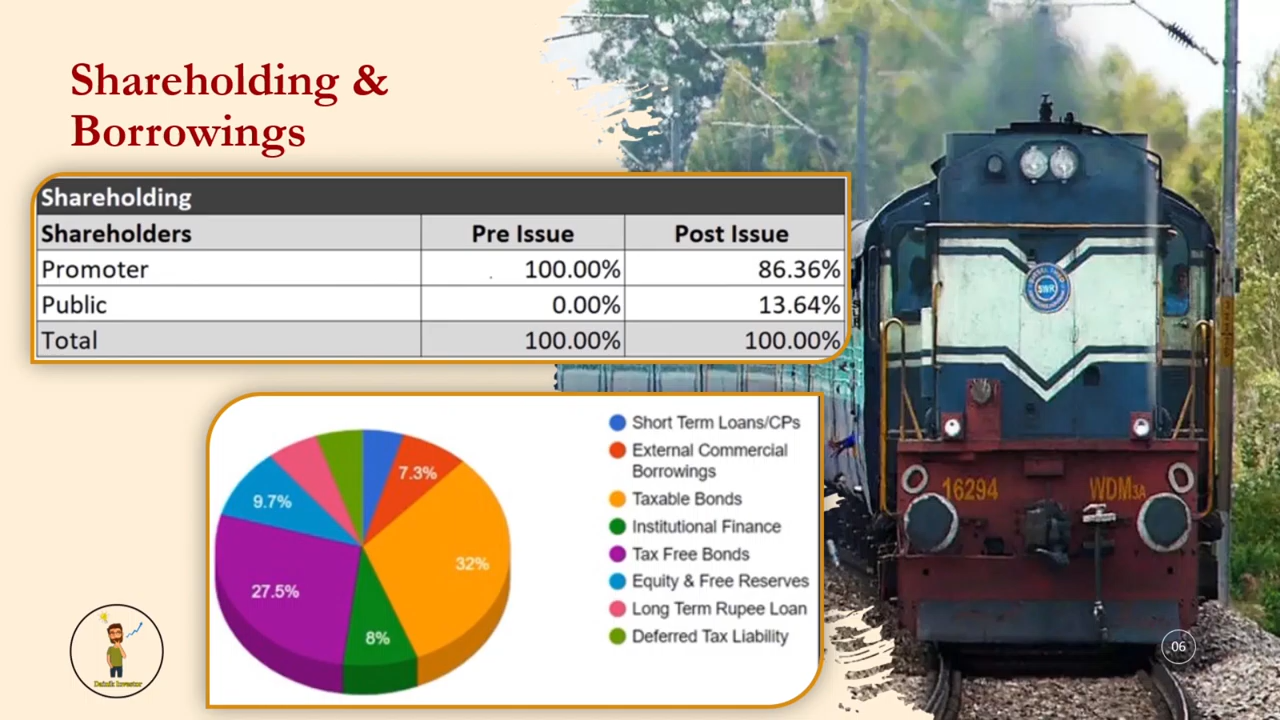 Shareholding &
Borrowings
Shareholding
Shareholders Pre Issue Post Issue
Promoter 100.00% 86.36%
Public 0.00% 13.64%
Total 100.00% 100.00%
7.3%
9.7%
32%
27.5%
8%
Short Term Loans/CPs
External Commercial
Borrowings
Taxable Bonds
Institutional Finance
Tax Free Bonds
Equity & Free Reserves
Long Term Rupee Loan
Deferred Tax Liability
16294 WDM3A
Dainik Investor
06